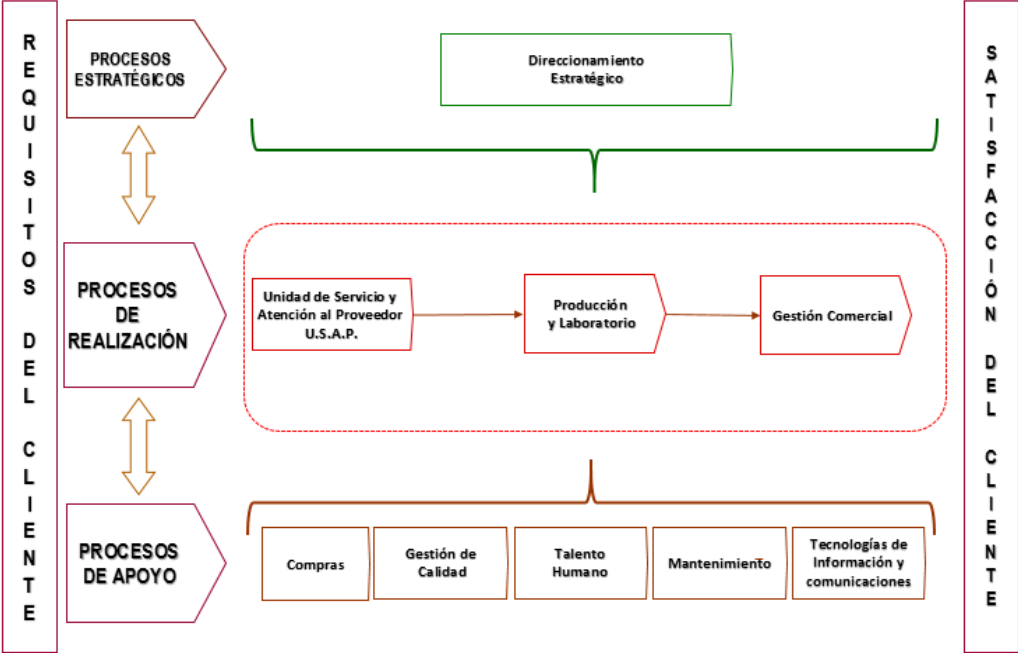 REQUISITOS DEL CLIENTE
PROCESOS
ESTRATÉGICOS
Direccionamiento
Estratégico
PROCESOS
DE
REALIZACIÓN
Unidad de Servicio y
Atención al Proveedor
U.S.A.P.
Producción
y Laboratorio
Gestión Comercial
PROCESOS
DE APOYO
Compras
Gestión de
Calidad
Talento
Humano
Mantenimiento
Tecnologías de
Información y
comunicaciones
SATISFACCIÓN DEL CLIENTE